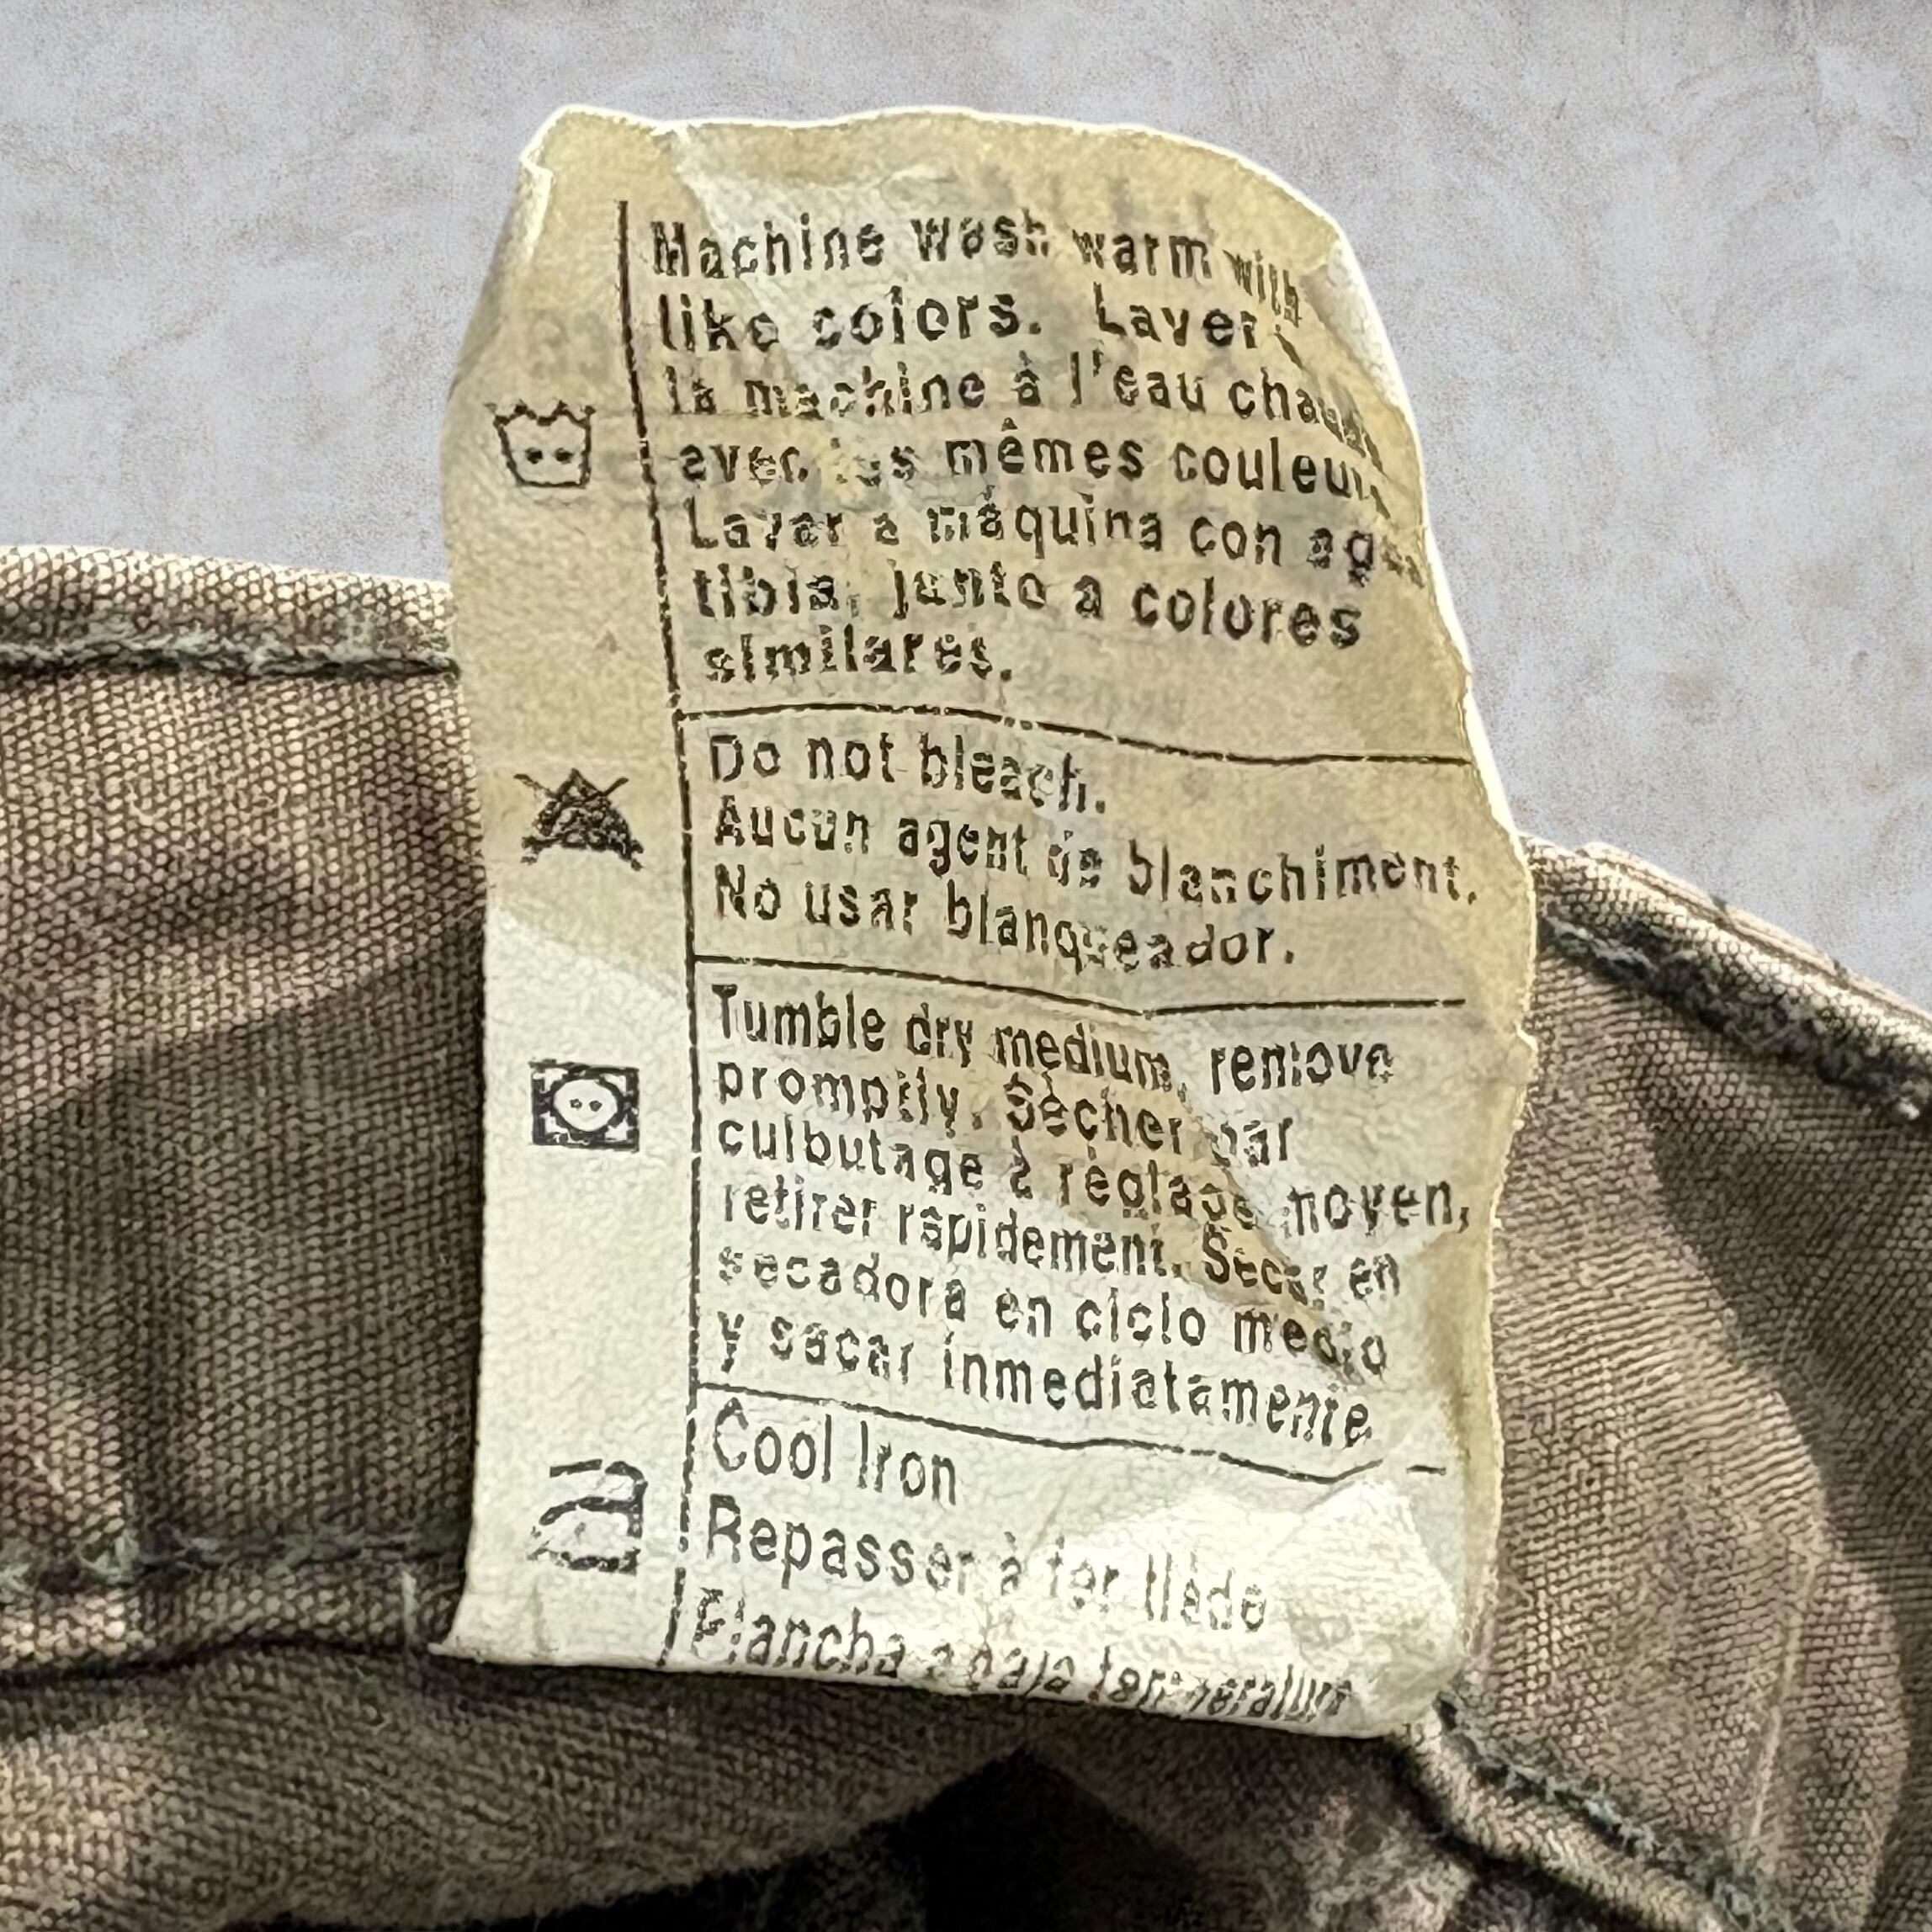 Machine wash warm with
like colors. Laver à
la machine à l'eau chaude
avec les mêmes couleurs.
Lavar a máquina con agua
tibia, junto a colores
similares.
Do not bleach.
Aucun agent de blanchiment.
No usar blanqueador.
Tumble dry medium, remove
promptly. Sècher par
culbutage à réglage moyen,
retirer rapidement. Secar en
secadora en ciclo medio
y sacar inmediatamente
Cool Iron
Repasser à fer tiède
Plancha a temperatura